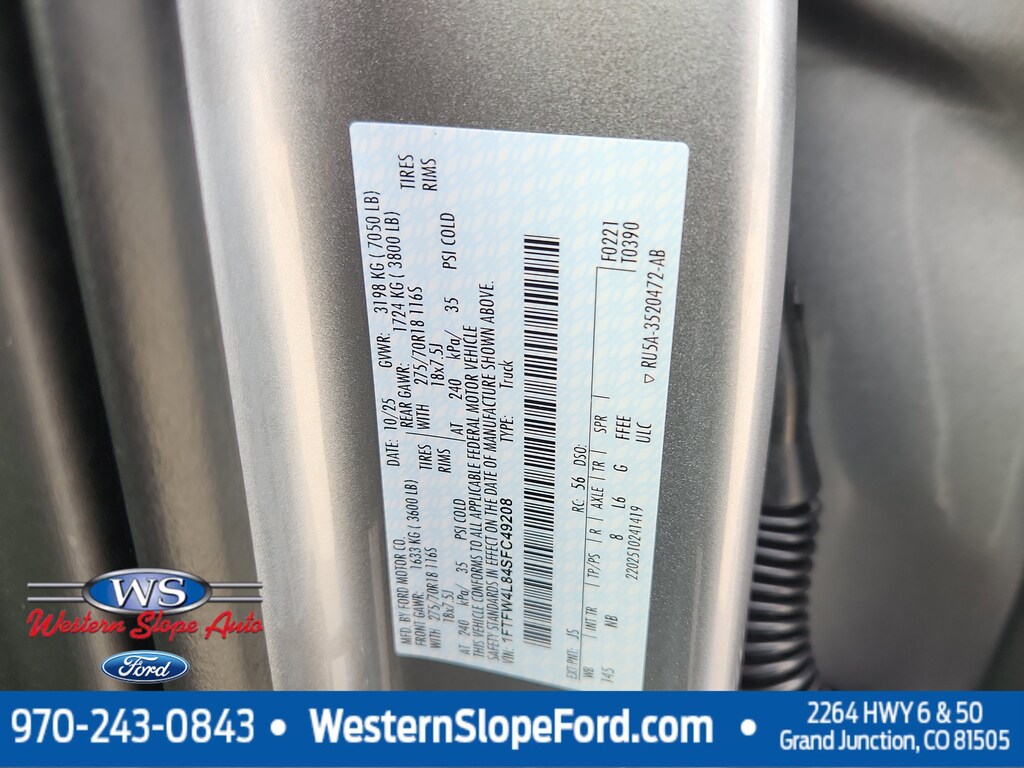 MFD. BY FORD MOTOR CO.
DATE: 10/25 GVWR: 3198 KG ( 7050 LB)
FRONT GAWR: 1633 KG ( 3600 LB)
REAR GAWR: 1724 KG ( 3800 LB)
WITH 275/70R18 116S TIRES
WITH 275/70R18 116S TIRES
18x7.5J RIMS
18x7.5J RIMS
AT 240 kPa/ 35 PSI COLD
AT 240 kPa/ 35 PSI COLD
THIS VEHICLE CONFORMS TO ALL APPLICABLE FEDERAL MOTOR VEHICLE
SAFETY STANDARDS IN EFFECT ON THE DATE OF MANUFACTURE SHOWN ABOVE.
VIN: 1FTFW4L84SFC49208
TYPE: Truck
EXT PNT: JS RC: 56 DSO: F0221
WB INT TR TP/PS R AXLE TR SPR T0390
145 NB 8 L6 G FFEE
2202510241419 ULC
▽ RU5A-3520472-AB
WS
Western Slope Auto
Ford
970-243-0843 • WesternSlopeFord.com •
2264 HWY 6 & 50
Grand Junction, CO 81505